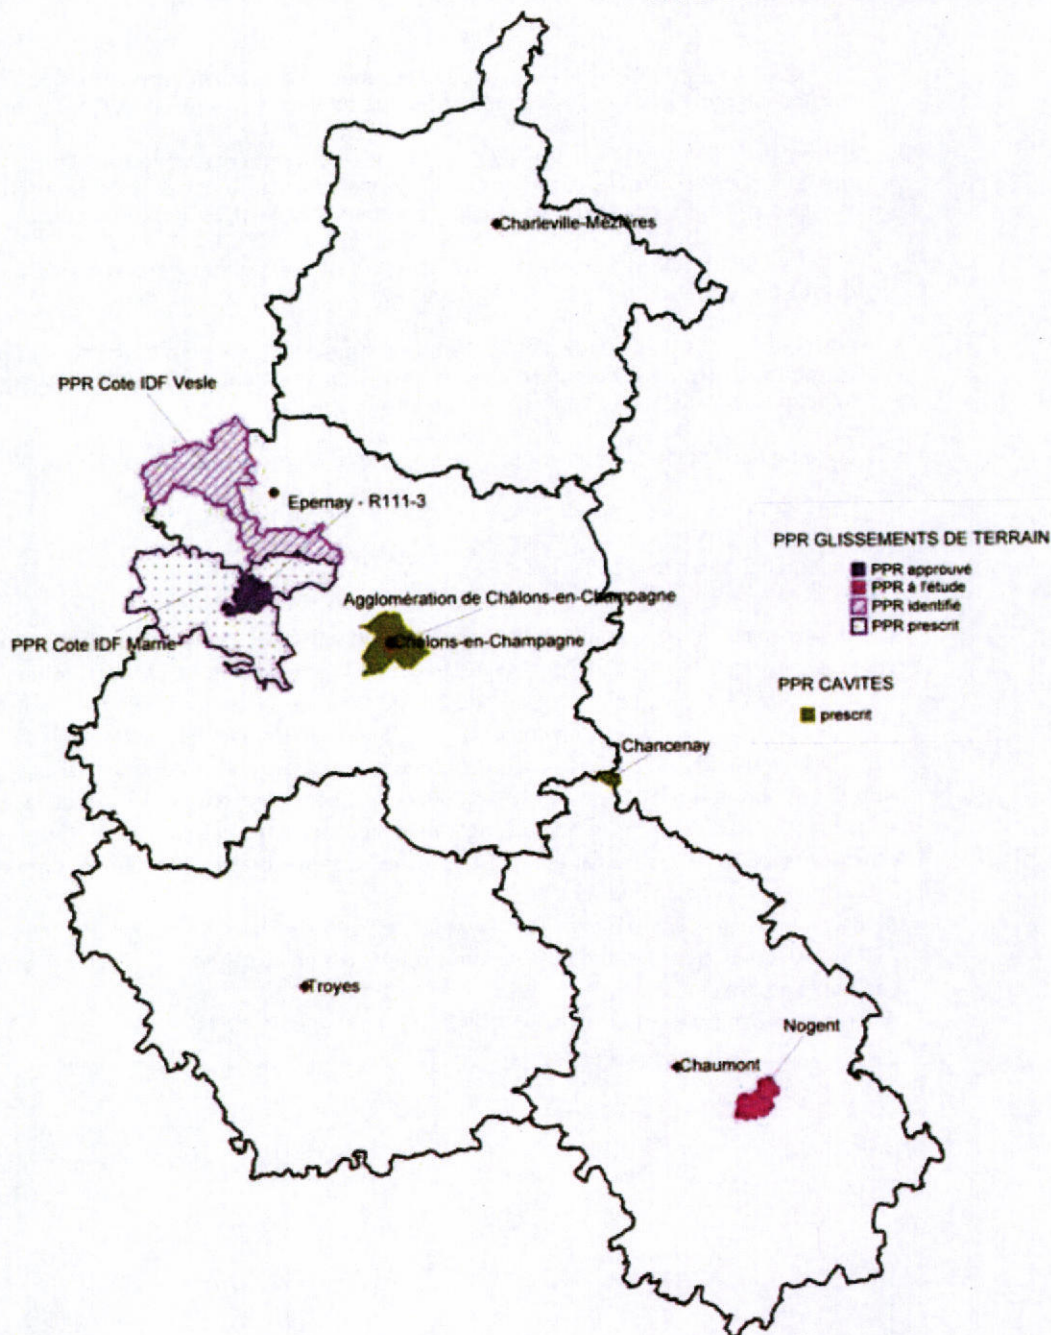 Charleville-Mézières
PPR Cote IDF Vesle
Epernay - R111-3
PPR GLISSEMENTS DE TERRAIN
PPR approuvé
PPR à l'étude
PPR identifié
PPR prescrit
Agglomération de Châlons-en-Champagne
PPR Cote IDF Marne
Châlons-en-Champagne
PPR CAVITES
prescrit
Chancenay
Troyes
Nogent
Chaumont